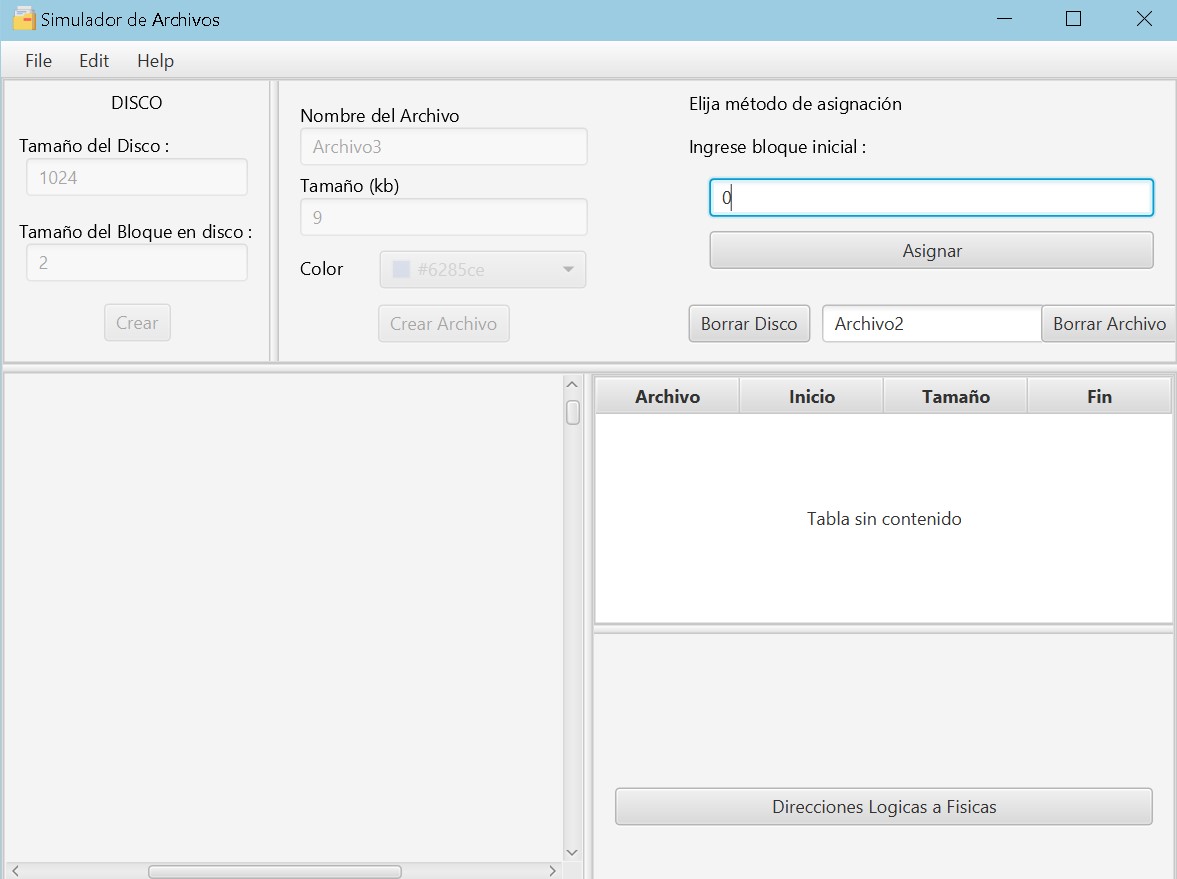 Simulador de Archivos
File Edit Help
DISCO
Tamaño del Disco :
1024
Tamaño del Bloque en disco :
2
Crear
Nombre del Archivo
Archivo3
Tamaño (kb)
9
Color #6285ce
Crear Archivo
Elija método de asignación
Ingrese bloque inicial :
0
Asignar
Borrar Disco Archivo2 Borrar Archivo
Archivo Inicio Tamaño Fin
Tabla sin contenido
Direcciones Logicas a Fisicas